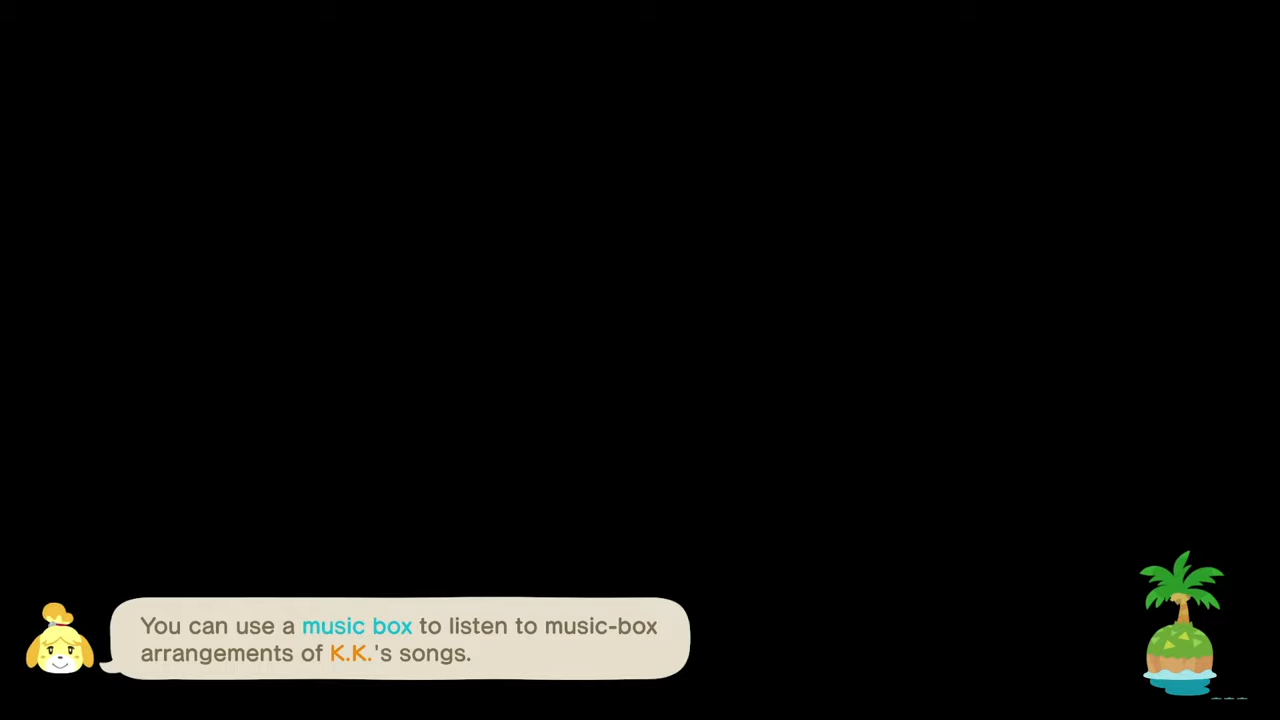 You can use a music box to listen to music-box
arrangements of K.K.'s songs.